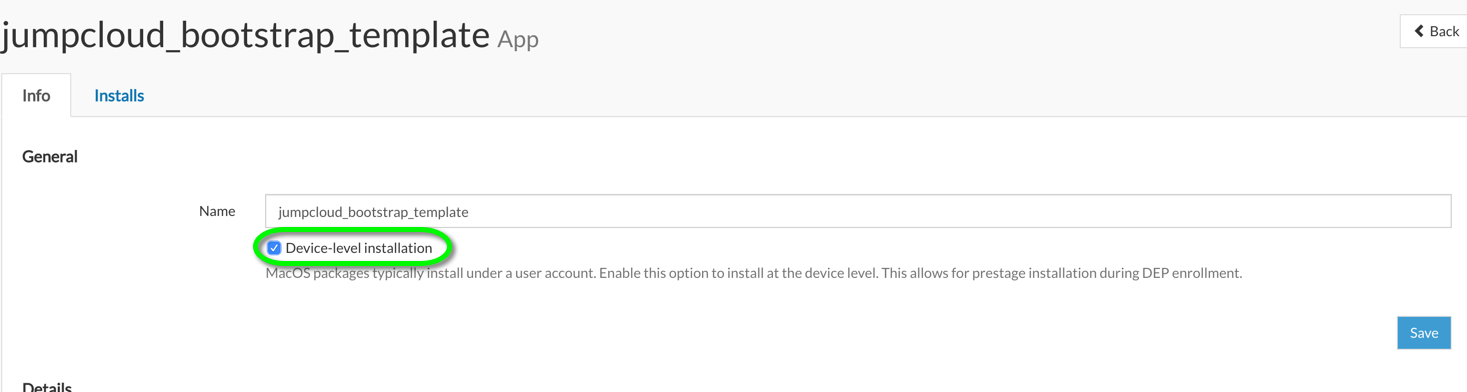 jumpcloud_bootstrap_template App
Back
Info
Installs
General
Name
jumpcloud_bootstrap_template
Device-level installation
MacOS packages typically install under a user account. Enable this option to install at the device level. This allows for prestage installation during DEP enrollment.
Save
Details